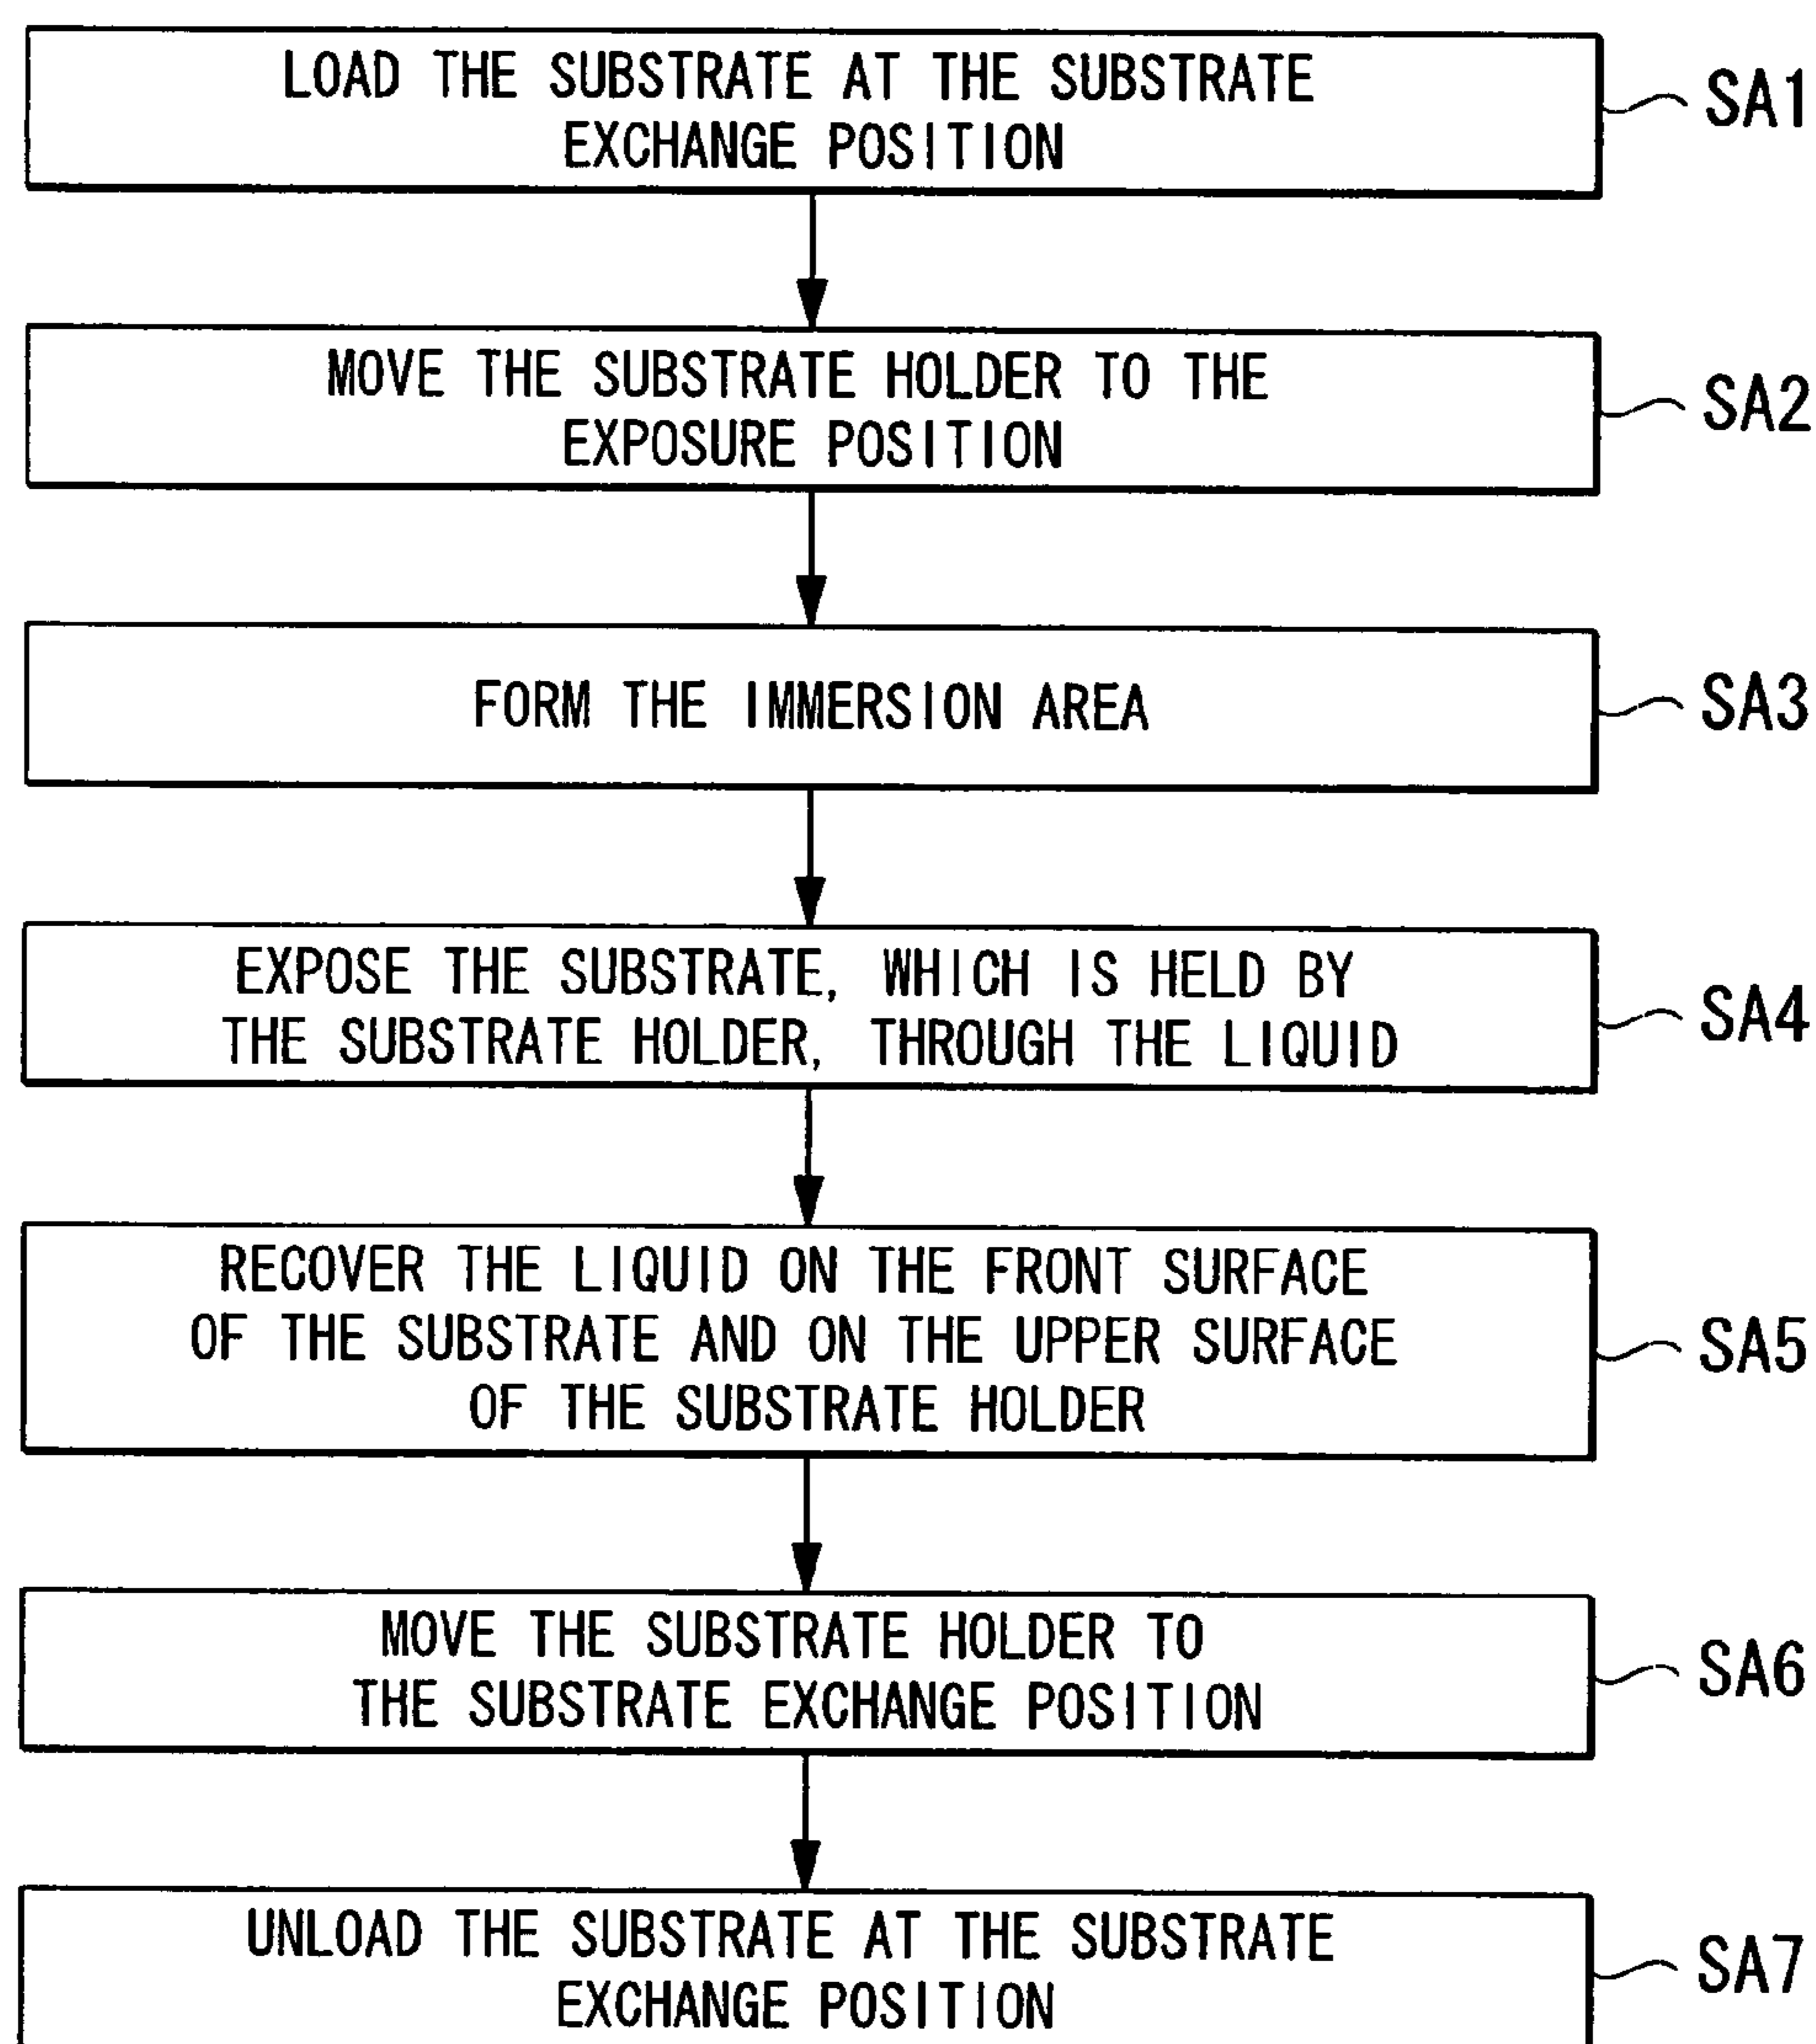 LOAD THE SUBSTRATE AT THE SUBSTRATE
EXCHANGE POSITION
SA1
MOVE THE SUBSTRATE HOLDER TO THE
EXPOSURE POSITION
SA2
FORM THE IMMERSION AREA
SA3
EXPOSE THE SUBSTRATE, WHICH IS HELD BY
THE SUBSTRATE HOLDER, THROUGH THE LIQUID
SA4
RECOVER THE LIQUID ON THE FRONT SURFACE
OF THE SUBSTRATE AND ON THE UPPER SURFACE
OF THE SUBSTRATE HOLDER
SA5
MOVE THE SUBSTRATE HOLDER TO
THE SUBSTRATE EXCHANGE POSITION
SA6
UNLOAD THE SUBSTRATE AT THE SUBSTRATE
EXCHANGE POSITION
SA7